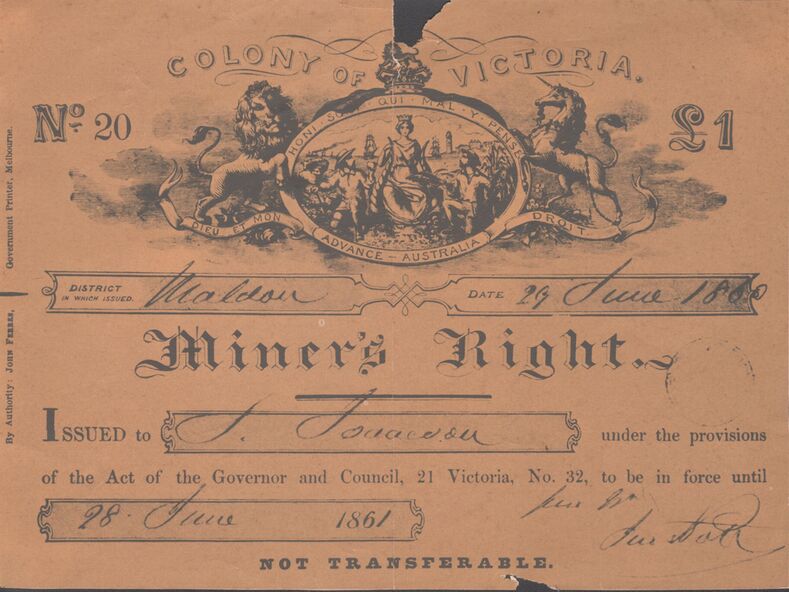 COLONY OF VICTORIA.
No 20
£1
HONI SOI QUI MAL Y PENSE
DIEU ET MON DROIT
ADVANCE - AUSTRALIA
DISTRICT IN WHICH ISSUED. Maldon DATE 29 June 1860
Miner's Right.
ISSUED to J. Isaacson under the provisions
of the Act of the Governor and Council, 21 Victoria, No. 32, to be in force until
28 June 1861
NOT TRANSFERABLE.
By Authority: JOHN FERRES, Government Printer, Melbourne.